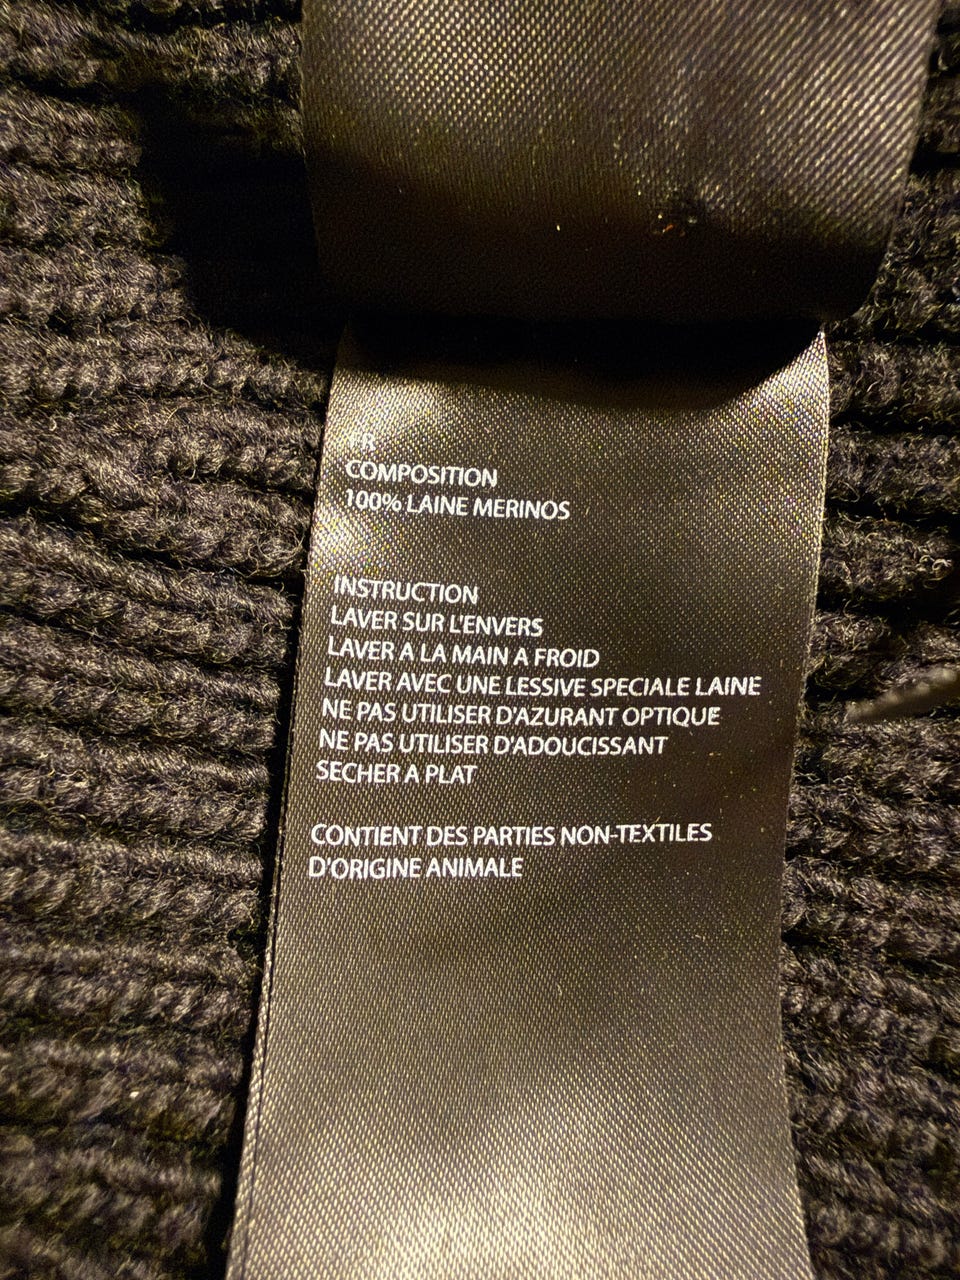 FR
COMPOSITION
100% LAINE MERINOS
INSTRUCTION
LAVER SUR L'ENVERS
LAVER A LA MAIN A FROID
LAVER AVEC UNE LESSIVE SPECIALE LAINE
NE PAS UTILISER D'AZURANT OPTIQUE
NE PAS UTILISER D'ADOUCISSANT
SECHER A PLAT
CONTIENT DES PARTIES NON-TEXTILES
D'ORIGINE ANIMALE